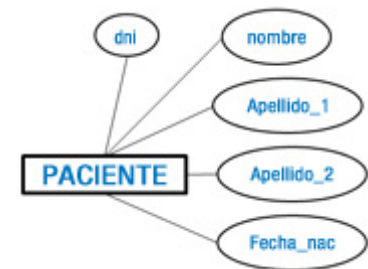 dni
nombre
Apellido_1
PACIENTE
Apellido_2
Fecha_nac